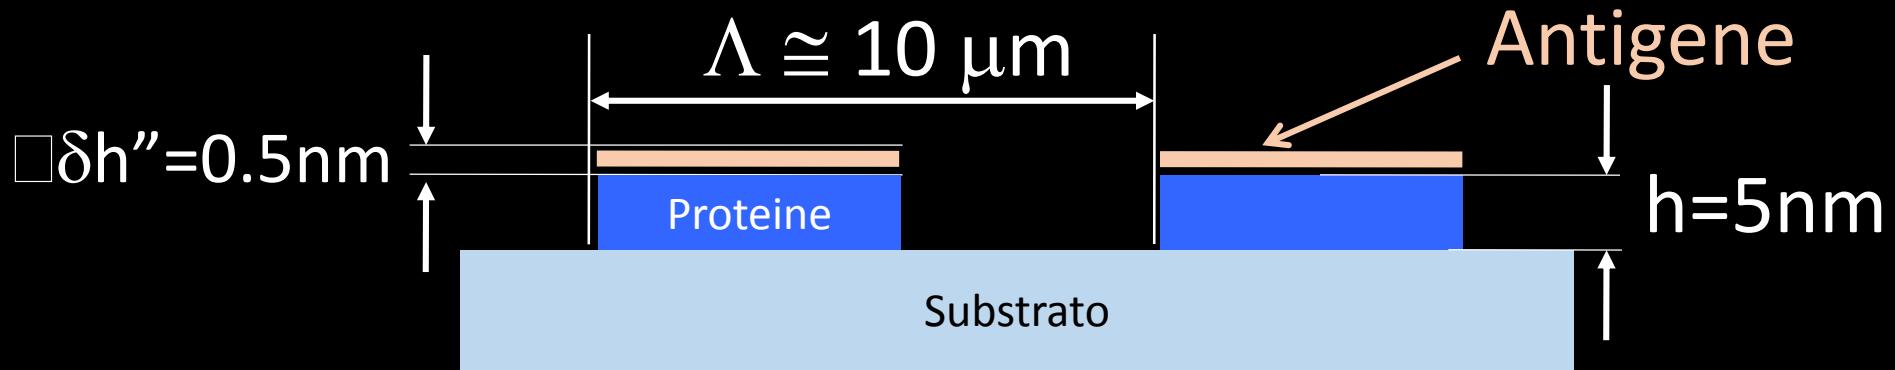 Λ ≅ 10 μm
Antigene
□δh”=0.5nm
Proteine
h=5nm
Substrato